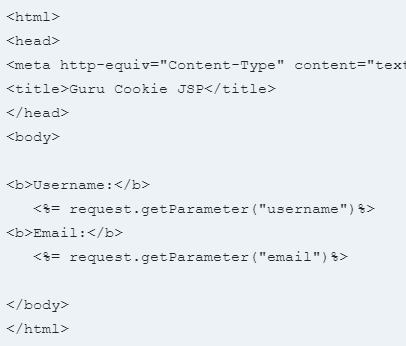 <html>
<head>
<meta http-equiv="Content-Type" content="text
<title>Guru Cookie JSP</title>
</head>
<body>
<b>Username:</b>
<%= request.getParameter("username")%>
<b>Email:</b>
<%= request.getParameter("email")%>
</body>
</html>